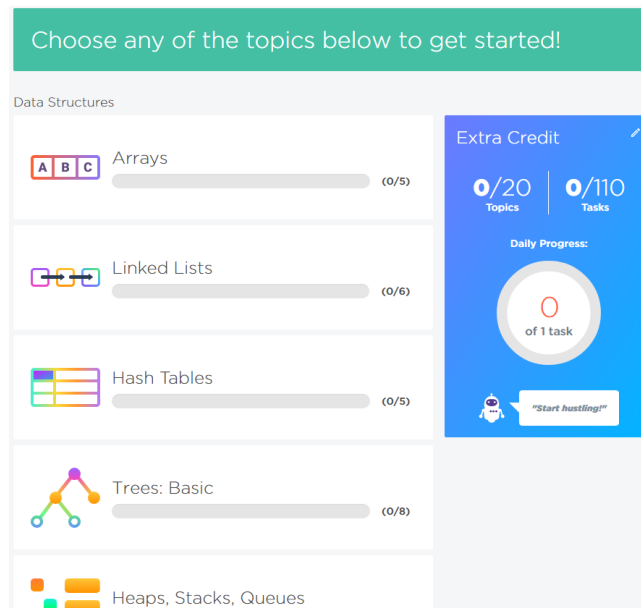 Choose any of the topics below to get started!
Data Structures
A B C
Arrays
(0/5)
Linked Lists
(0/6)
Hash Tables
(0/5)
Trees: Basic
(0/8)
Heaps, Stacks, Queues
Extra Credit
0/20 0/110
Topics Tasks
Daily Progress:
0
of 1 task
"Start hustling!"